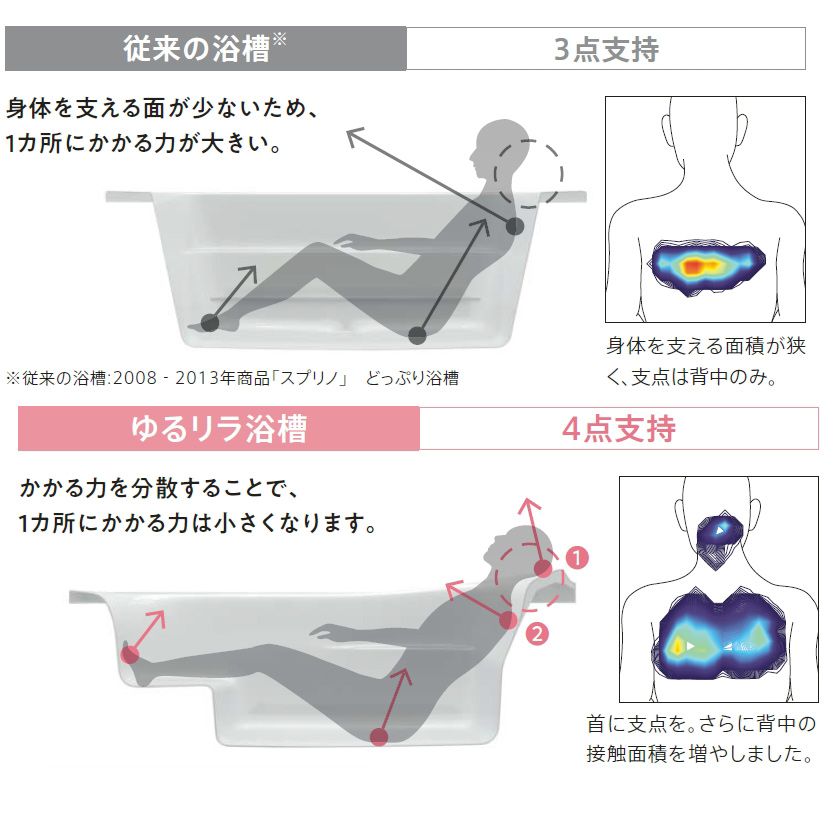 従来の浴槽※
3点支持
身体を支える面が少ないため、
1カ所にかかる力が大きい。
身体を支える面積が狭
く、支点は背中のみ。
※従来の浴槽:2008 - 2013年商品「スプリノ」 どっぷり浴槽
ゆるリラ浴槽
4点支持
かかる力を分散することで、
1カ所にかかる力は小さくなります。
1
2
首に支点を。さらに背中の
接触面積を増やしました。